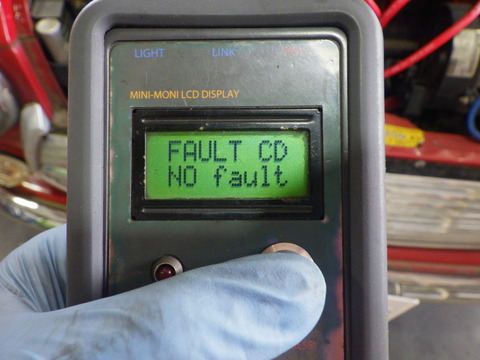 LIGHT LINK
MINI-MONI LCD DISPLAY
FAULT CD
NO fault